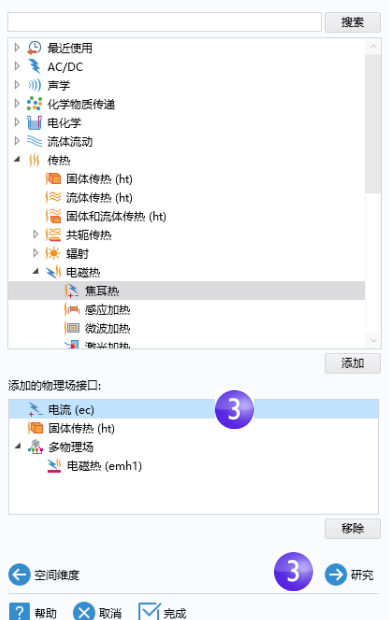 搜索
最近使用
AC/DC
声学
化学物质传递
电化学
流体流动
传热
固体传热 (ht)
流体传热 (ht)
固体和流体传热 (ht)
共轭传热
辐射
电磁热
焦耳热
感应加热
微波加热
激光加热
添加
添加的物理场接口:
电流 (ec)
3
固体传热 (ht)
多物理场
电磁热 (emh1)
移除
空间维度
3
研究
帮助
取消
完成